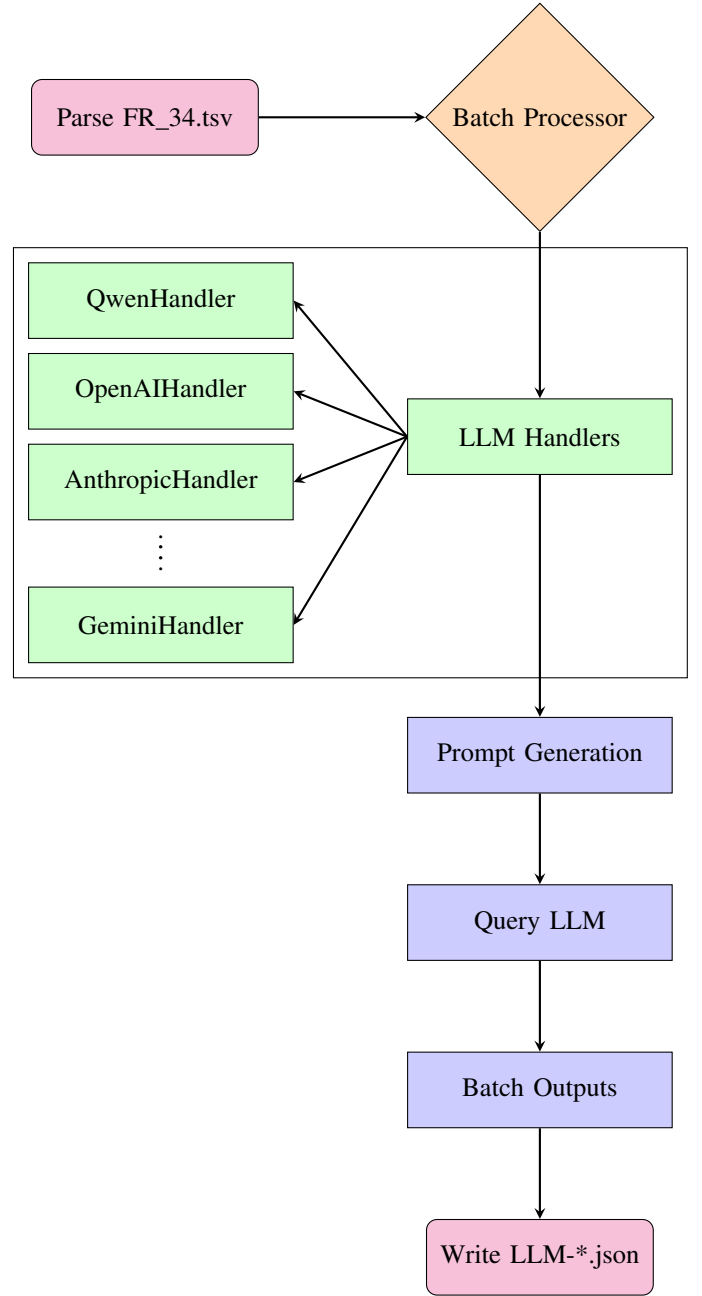 Parse FR_34.tsv
Batch Processor
QwenHandler
OpenAIHandler
LLM Handlers
AnthropicHandler
GeminiHandler
Prompt Generation
Query LLM
Batch Outputs
Write LLM-*.json